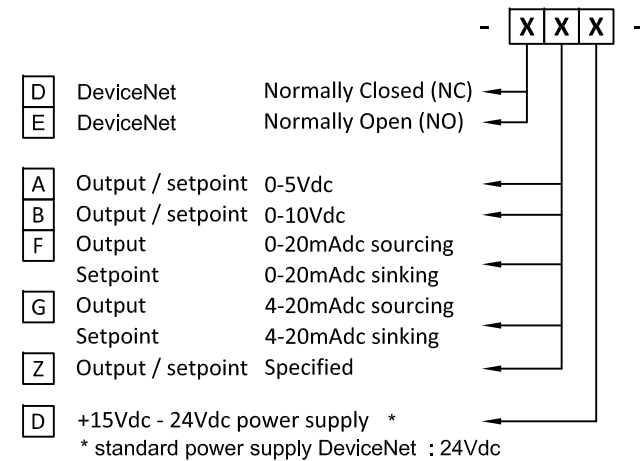 - X X X -
D DeviceNet Normally Closed (NC)
E DeviceNet Normally Open (NO)
A Output / setpoint 0-5Vdc
B Output / setpoint 0-10Vdc
F Output 0-20mAdc sourcing
Setpoint 0-20mAdc sinking
G Output 4-20mAdc sourcing
Setpoint 4-20mAdc sinking
Z Output / setpoint Specified
D +15Vdc - 24Vdc power supply *
* standard power supply DeviceNet : 24Vdc